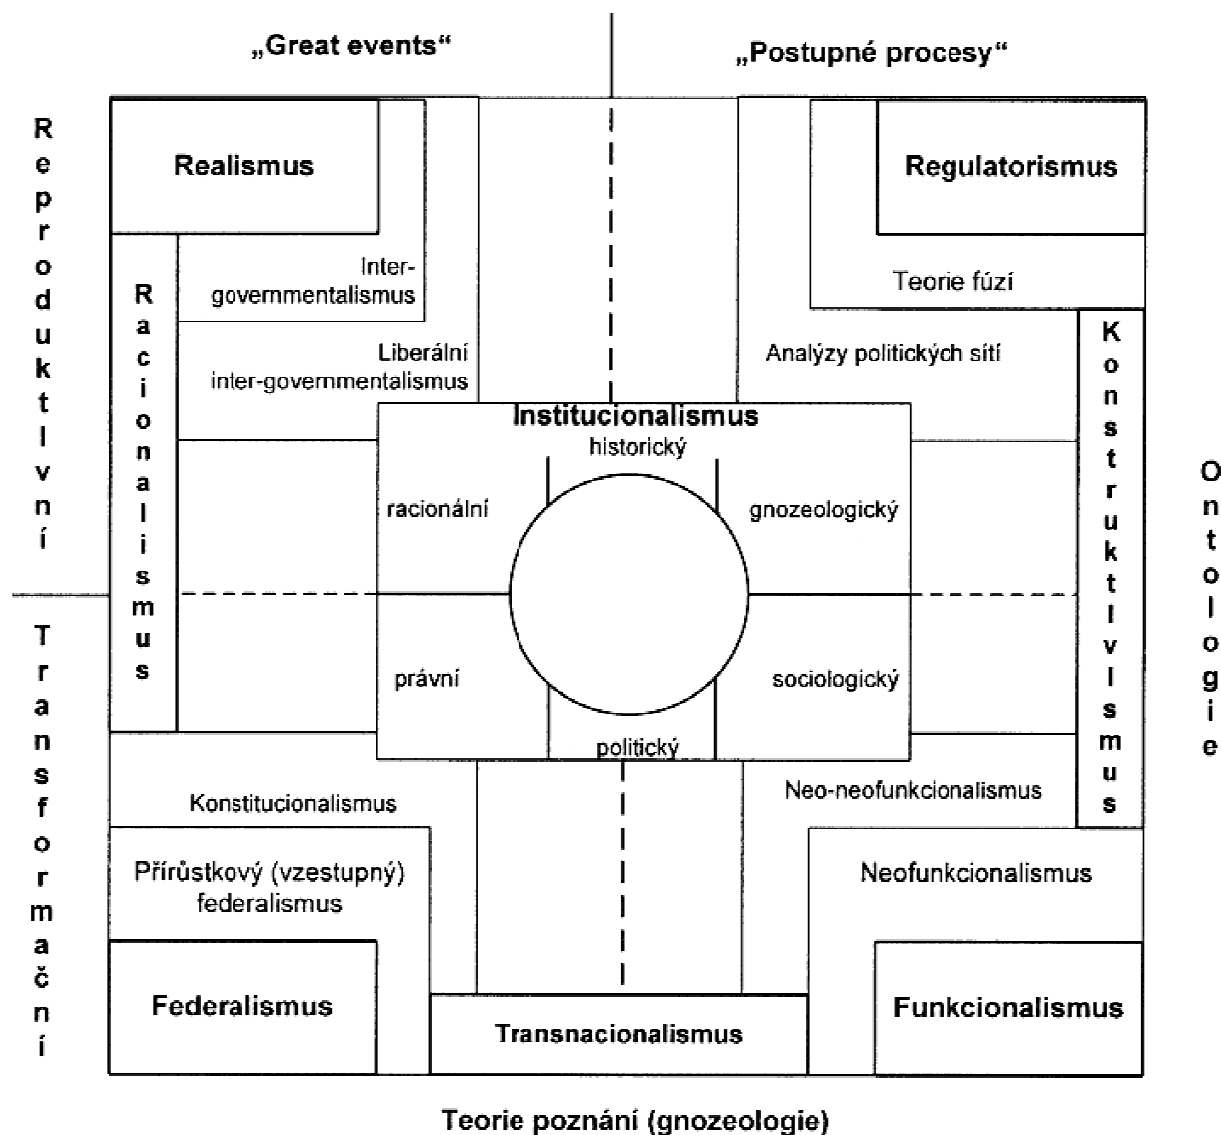 „Great events“
„Postupné procesy“
ReproduktIvní
Realismus
Regulatorismus
Inter-
governmentalismus
Teorie fúzí
Racionalismus
KonstruktIvIsmus
Liberální
inter-governmentalismus
Analýzy politických sítí
Institucionalismus
historický
racionální
gnozeologický
Ontologie
Transformační
právní
sociologický
politický
Konstitucionalismus
Neo-neofunkcionalismus
Přírůstkový (vzestupný)
federalismus
Neofunkcionalismus
Federalismus
Transnacionalismus
Funkcionalismus
Teorie poznání (gnozeologie)